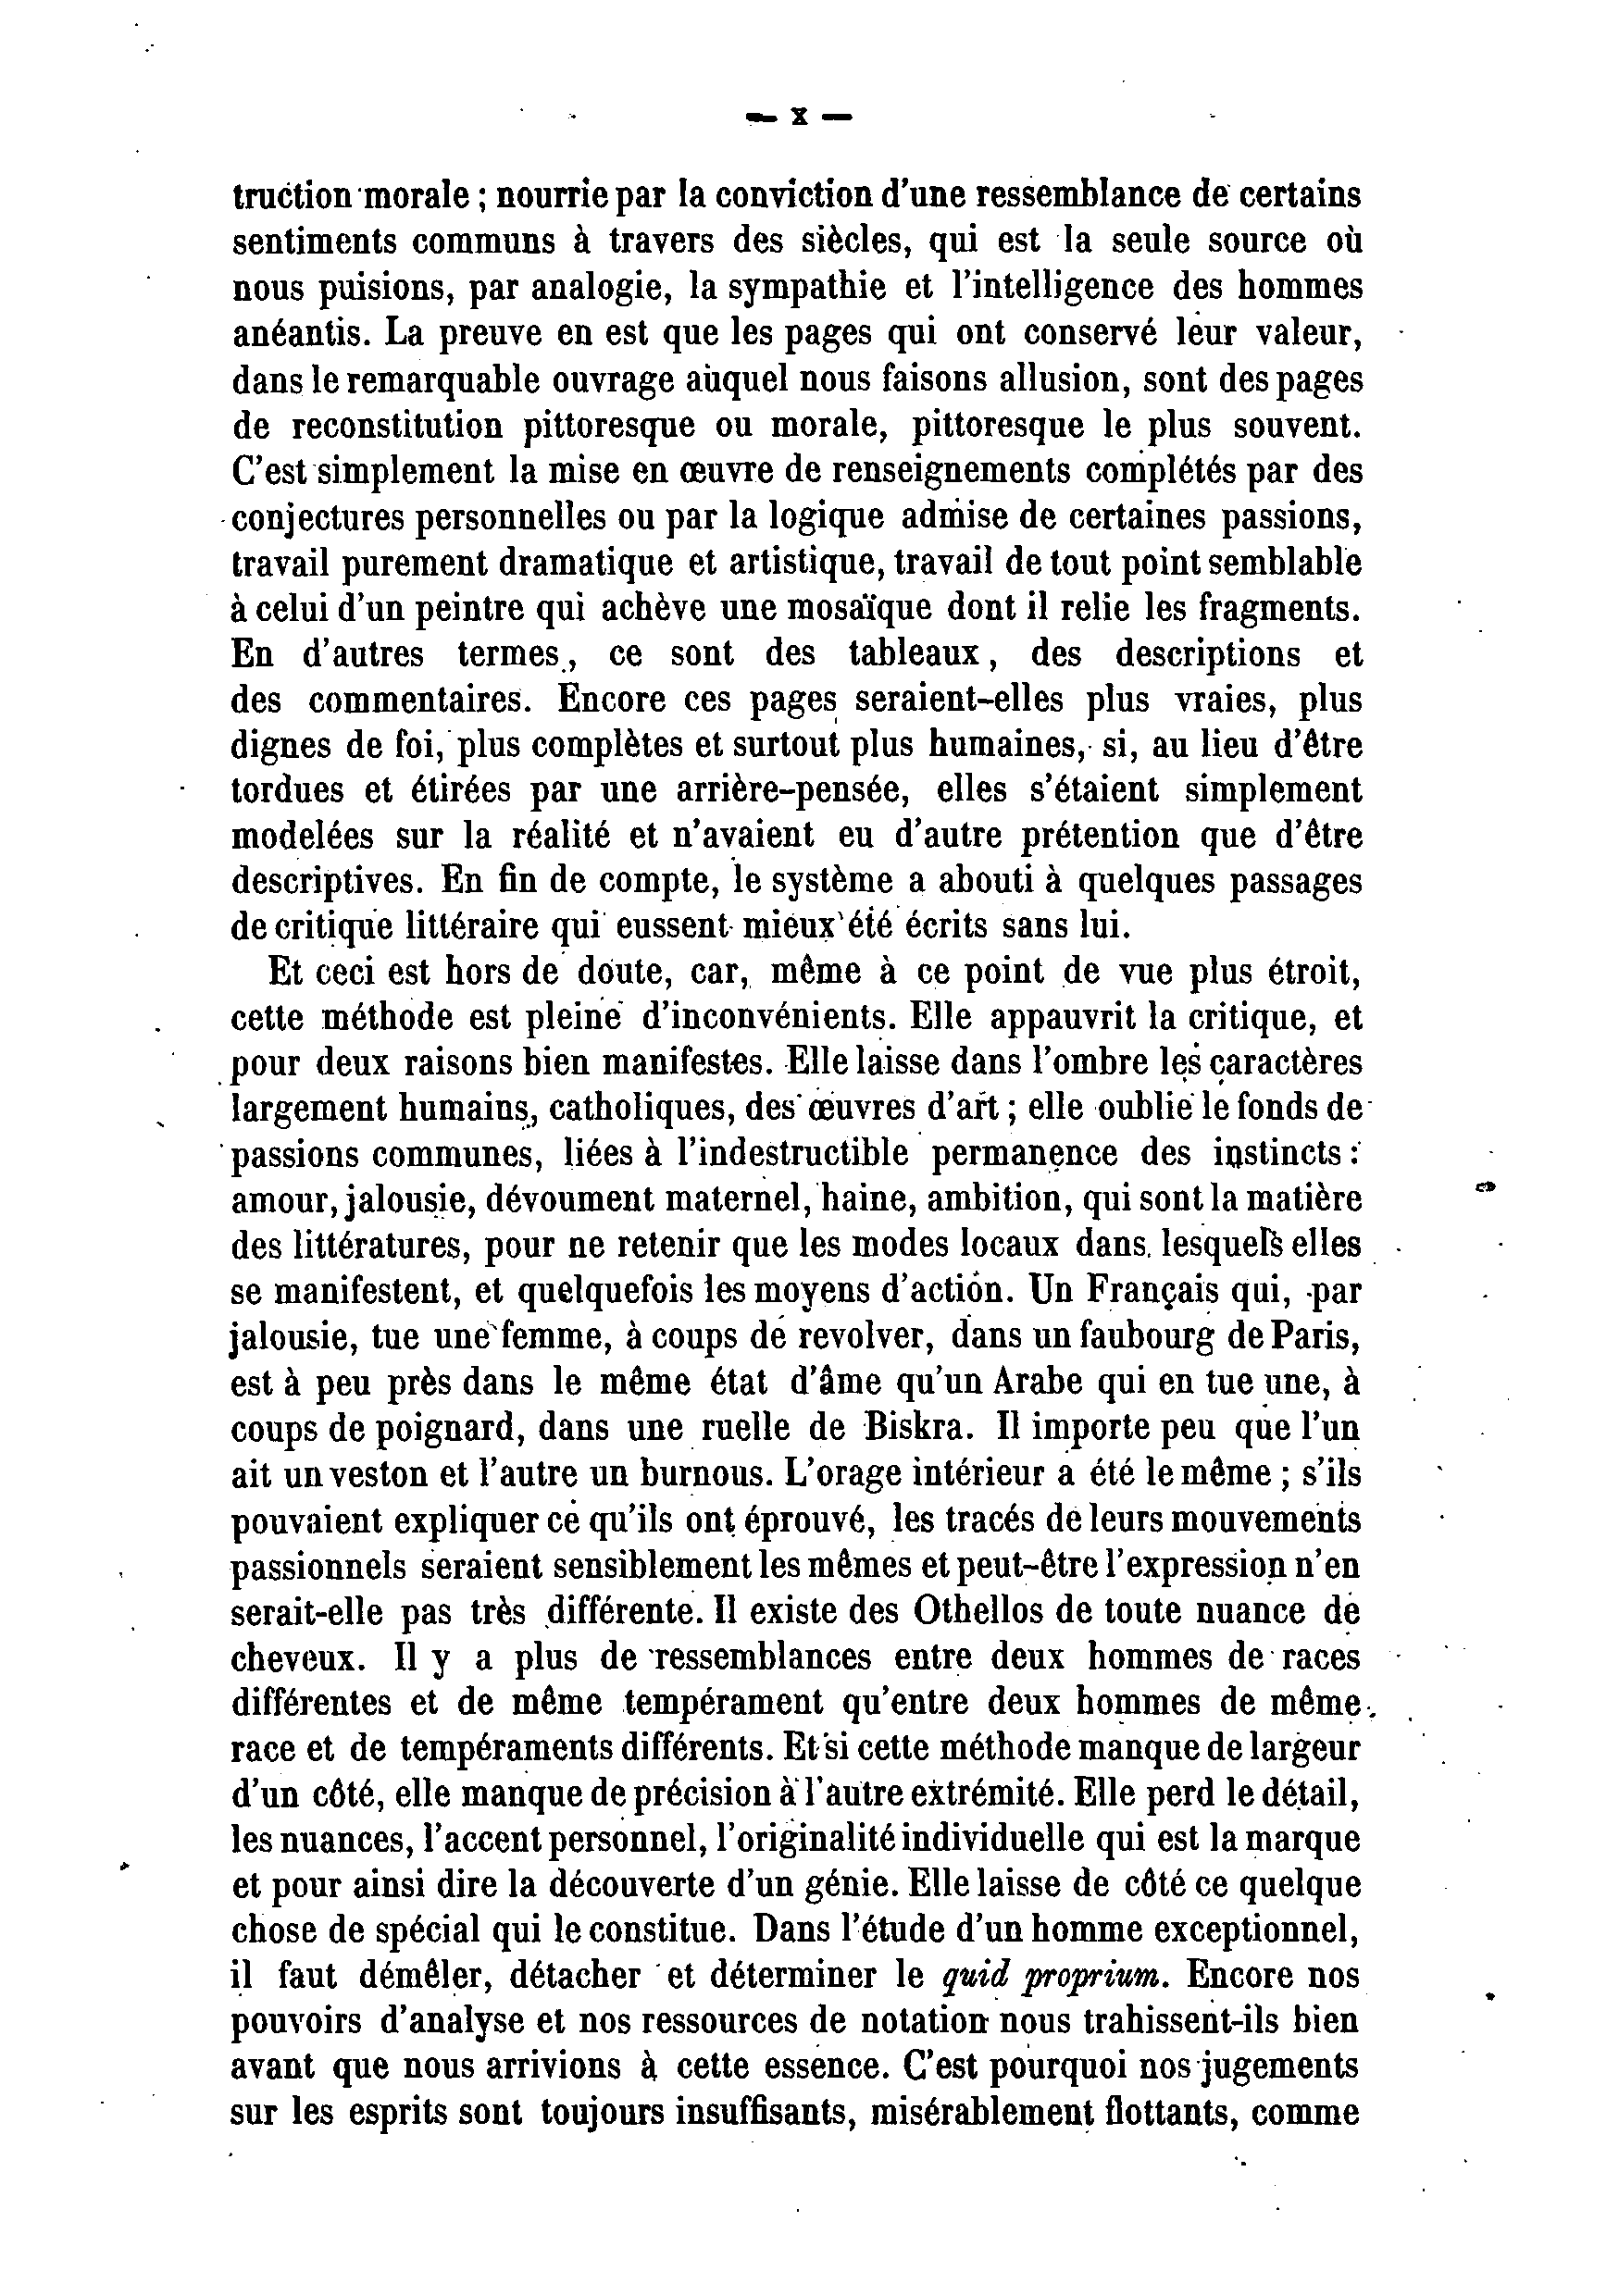 — X —
truction morale ; nourrie par la conviction d'une ressemblance de certains
sentiments communs à travers des siècles, qui est la seule source où
nous puisions, par analogie, la sympathie et l'intelligence des hommes
anéantis. La preuve en est que les pages qui ont conservé leur valeur,
dans le remarquable ouvrage auquel nous faisons allusion, sont des pages
de reconstitution pittoresque ou morale, pittoresque le plus souvent.
C'est simplement la mise en œuvre de renseignements complétés par des
conjectures personnelles ou par la logique admise de certaines passions,
travail purement dramatique et artistique, travail de tout point semblable
à celui d'un peintre qui achève une mosaïque dont il relie les fragments.
En d'autres termes, ce sont des tableaux, des descriptions et
des commentaires. Encore ces pages seraient-elles plus vraies, plus
dignes de foi, plus complètes et surtout plus humaines, si, au lieu d'être
tordues et étirées par une arrière-pensée, elles s'étaient simplement
modelées sur la réalité et n'avaient eu d'autre prétention que d'être
descriptives. En fin de compte, le système a abouti à quelques passages
de critique littéraire qui eussent mieux été écrits sans lui.
Et ceci est hors de doute, car, même à ce point de vue plus étroit,
cette méthode est pleine d'inconvénients. Elle appauvrit la critique, et
pour deux raisons bien manifestes. Elle laisse dans l'ombre les caractères
largement humains, catholiques, des œuvres d'art ; elle oublie le fonds de
passions communes, liées à l'indestructible permanence des instincts :
amour, jalousie, dévoument maternel, haine, ambition, qui sont la matière
des littératures, pour ne retenir que les modes locaux dans lesquels elles
se manifestent, et quelquefois les moyens d'action. Un Français qui, par
jalousie, tue une femme, à coups de revolver, dans un faubourg de Paris,
est à peu près dans le même état d'âme qu'un Arabe qui en tue une, à
coups de poignard, dans une ruelle de Biskra. Il importe peu que l'un
ait un veston et l'autre un burnous. L'orage intérieur a été le même ; s'ils
pouvaient expliquer ce qu'ils ont éprouvé, les tracés de leurs mouvements
passionnels seraient sensiblement les mêmes et peut-être l'expression n'en
serait-elle pas très différente. Il existe des Othellos de toute nuance de
cheveux. Il y a plus de ressemblances entre deux hommes de races
différentes et de même tempérament qu'entre deux hommes de même
race et de tempéraments différents. Et si cette méthode manque de largeur
d'un côté, elle manque de précision à l'autre extrémité. Elle perd le détail,
les nuances, l'accent personnel, l'originalité individuelle qui est la marque
et pour ainsi dire la découverte d'un génie. Elle laisse de côté ce quelque
chose de spécial qui le constitue. Dans l'étude d'un homme exceptionnel,
il faut démêler, détacher et déterminer le quid proprium. Encore nos
pouvoirs d'analyse et nos ressources de notation nous trahissent-ils bien
avant que nous arrivions à cette essence. C'est pourquoi nos jugements
sur les esprits sont toujours insuffisants, misérablement flottants, comme